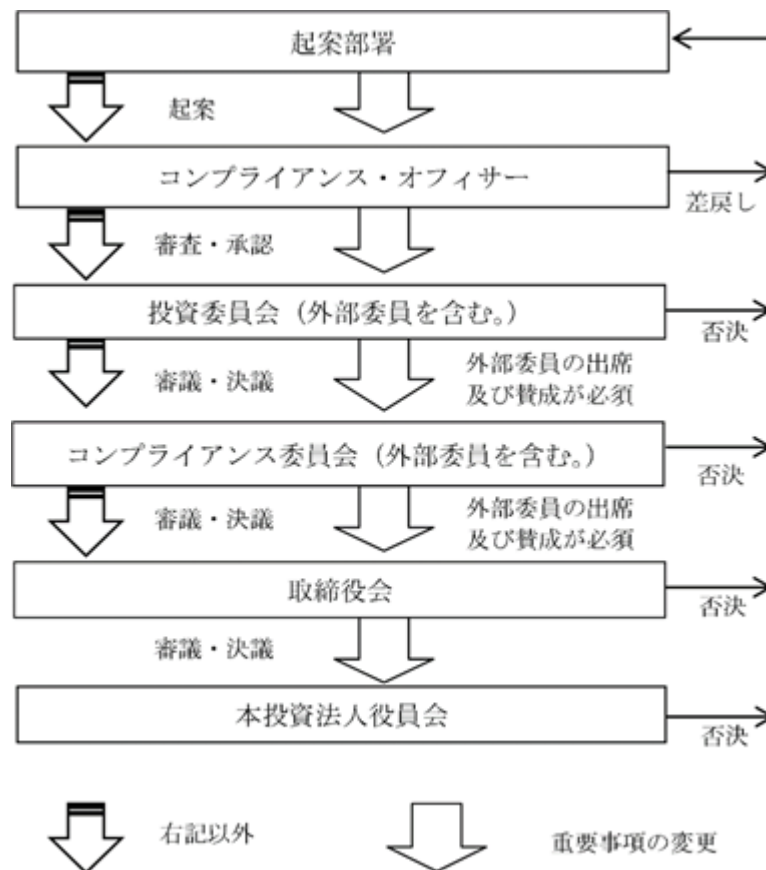 起案部署
起案
コンプライアンス・オフィサー
差戻し
審査・承認
投資委員会（外部委員を含む。）
否決
審議・決議
外部委員の出席
及び賛成が必須
コンプライアンス委員会（外部委員を含む。）
否決
審議・決議
外部委員の出席
及び賛成が必須
取締役会
否決
審議・決議
本投資法人役員会
否決
右記以外
重要事項の変更